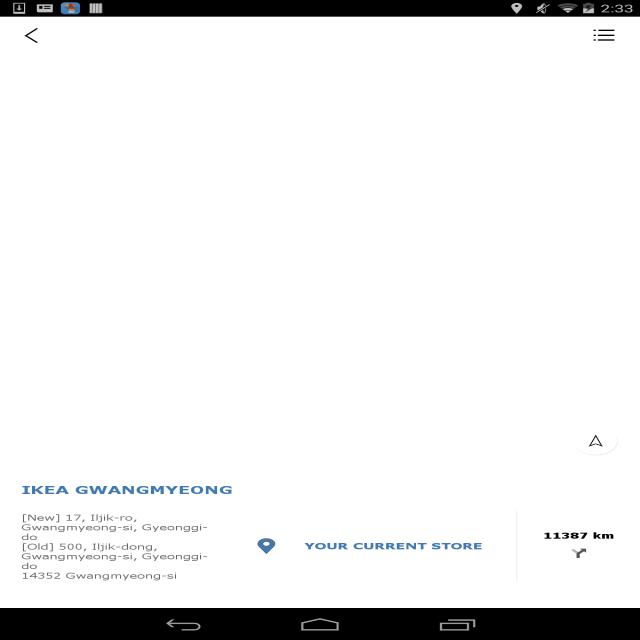 2:33
IKEA GWANGMYEONG
[New] 17, Iljik-ro,
Gwangmyeong-si, Gyeonggi-
do
[Old] 500, Iljik-dong,
Gwangmyeong-si, Gyeonggi-
do
14352 Gwangmyeong-si
YOUR CURRENT STORE
11387 km